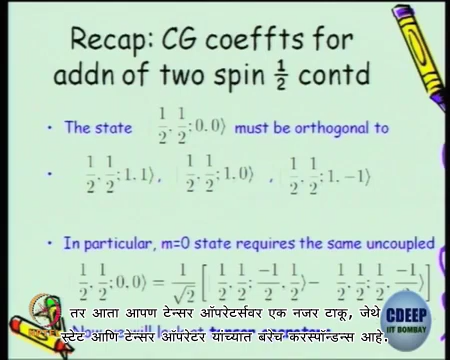 Recap: CG coeffts for
addn of two spin ½ contd
• The state |1/2, 1/2; 0, 0⟩ must be orthogonal to
• |1/2, 1/2; 1, 1⟩, |1/2, 1/2; 1, 0⟩, |1/2, 1/2; 1, -1⟩
• In particular, m=0 state requires the same uncoupled
|1/2, 1/2; 0, 0⟩ = 1/√2 [ |1/2, 1/2; -1/2, 1/2⟩ - |1/2, 1/2; 1/2, -1/2⟩ ]
तर आता आपण टेन्सर ऑपरेटर्सवर एक नजर टाकू, जेथे
स्टेट आणि टेन्सर ऑपरेटर यांच्यात बरेच करस्पॉन्डन्स आहे.
CDEEP
IIT BOMBAY